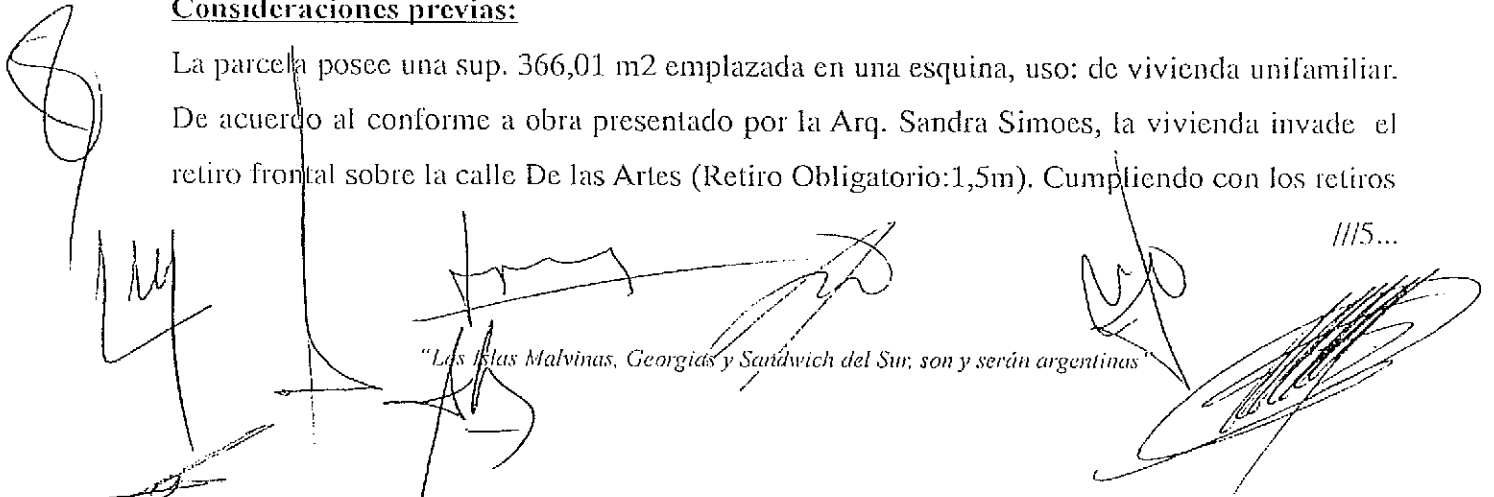 Consideraciones previas:
La parcela posee una sup. 366,01 m2 emplazada en una esquina, uso: de vivienda unifamiliar.
De acuerdo al conforme a obra presentado por la Arq. Sandra Simoes, la vivienda invade el
retiro frontal sobre la calle De las Artes (Retiro Obligatorio:1,5m). Cumpliendo con los retiros
///5...
"Las Islas Malvinas, Georgias y Sandwich del Sur, son y serán argentinas"